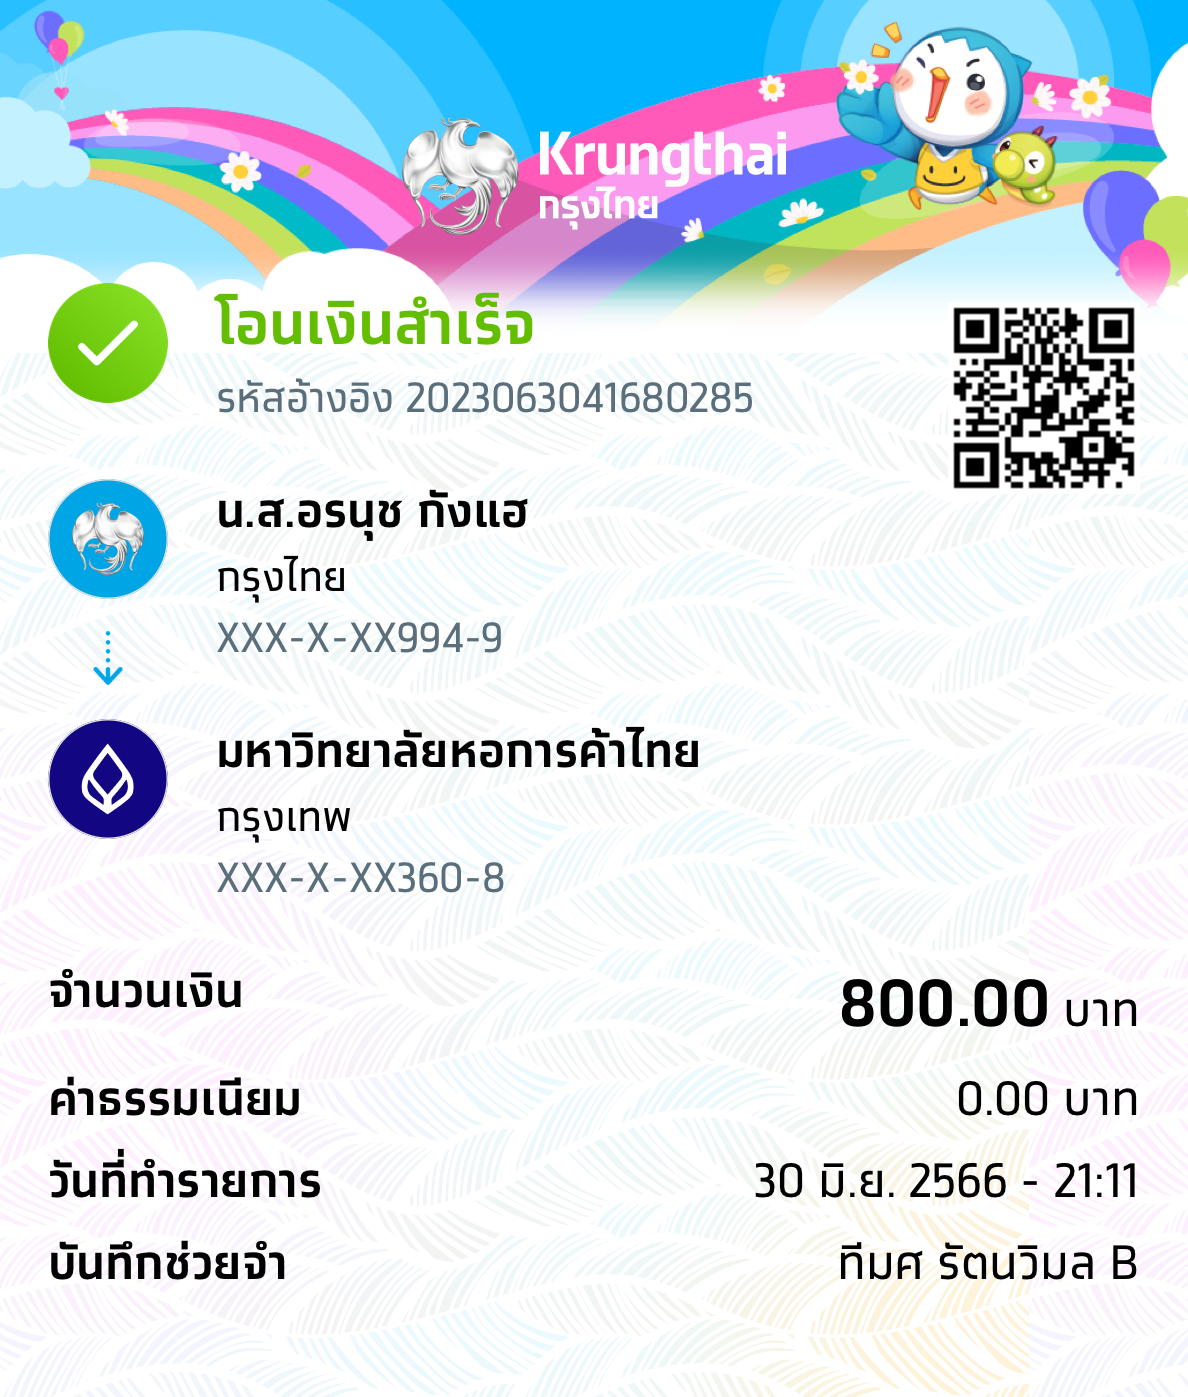 Krungthai
กรุงไทย
โอนเงินสำเร็จ
รหัสอ้างอิง 2023063041680285
น.ส.อรนุช กังแฮ
กรุงไทย
XXX-X-XX994-9
มหาวิทยาลัยหอการค้าไทย
กรุงเทพ
XXX-X-XX360-8
จำนวนเงิน 800.00 บาท
ค่าธรรมเนียม 0.00 บาท
วันที่ทำรายการ 30 มิ.ย. 2566 - 21:11
บันทึกช่วยจำ ทีมศ รัตนวิมล B